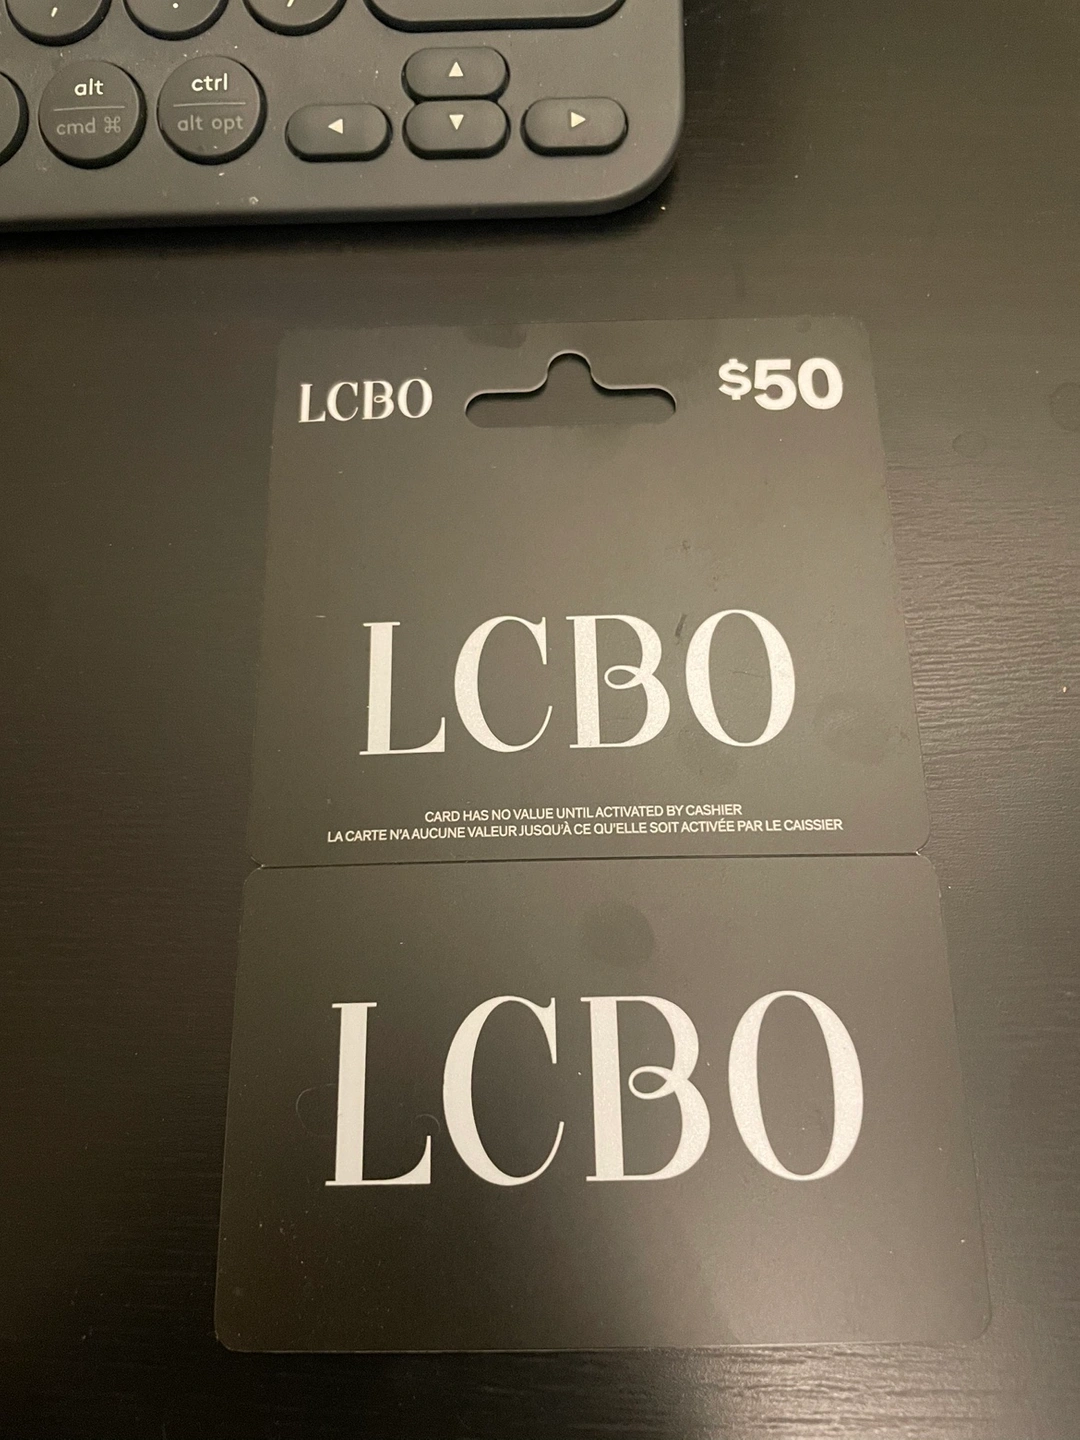 alt
cmd ⌘
ctrl
alt opt
LCBO
$50
LCBO
CARD HAS NO VALUE UNTIL ACTIVATED BY CASHIER
LA CARTE N'A AUCUNE VALEUR JUSQU'À CE QU'ELLE SOIT ACTIVÉE PAR LE CAISSIER
LCBO